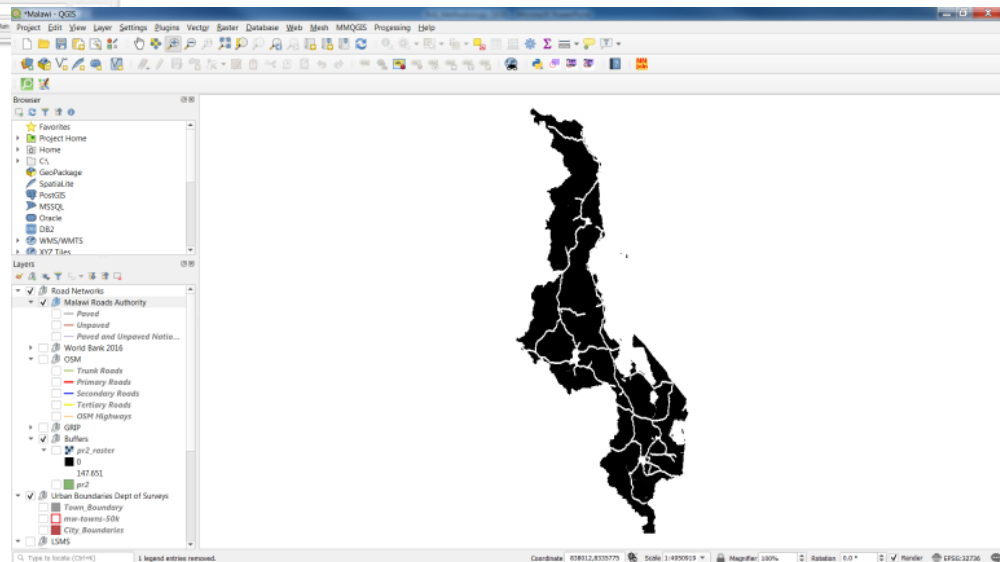 *Malawi - QGIS
Project Edit View Layer Settings Plugins Vector Raster Database Web Mesh MMQGIS Processing Help
Browser
Favorites
Project Home
Home
C:\
GeoPackage
SpatiaLite
PostGIS
MSSQL
Oracle
DB2
WMS/WMTS
XYZ Tiles
Layers
Road Networks
Malawi Roads Authority
Paved
Unpaved
Paved and Unpaved Natio...
World Bank 2016
OSM
Trunk Roads
Primary Roads
Secondary Roads
Tertiary Roads
OSM Highways
GRIP
Buffers
pr2_raster
0
147.651
pr2
Urban Boundaries Dept of Surveys
Town_Boundary
mw-towns-50k
City_Boundaries
LSMS
Type to locate (Ctrl+K) 1 legend entries removed. Coordinate 838012,8335775 Scale 1:4950919 Magnifier 100% Rotation 0.0 ° Render EPSG:32736